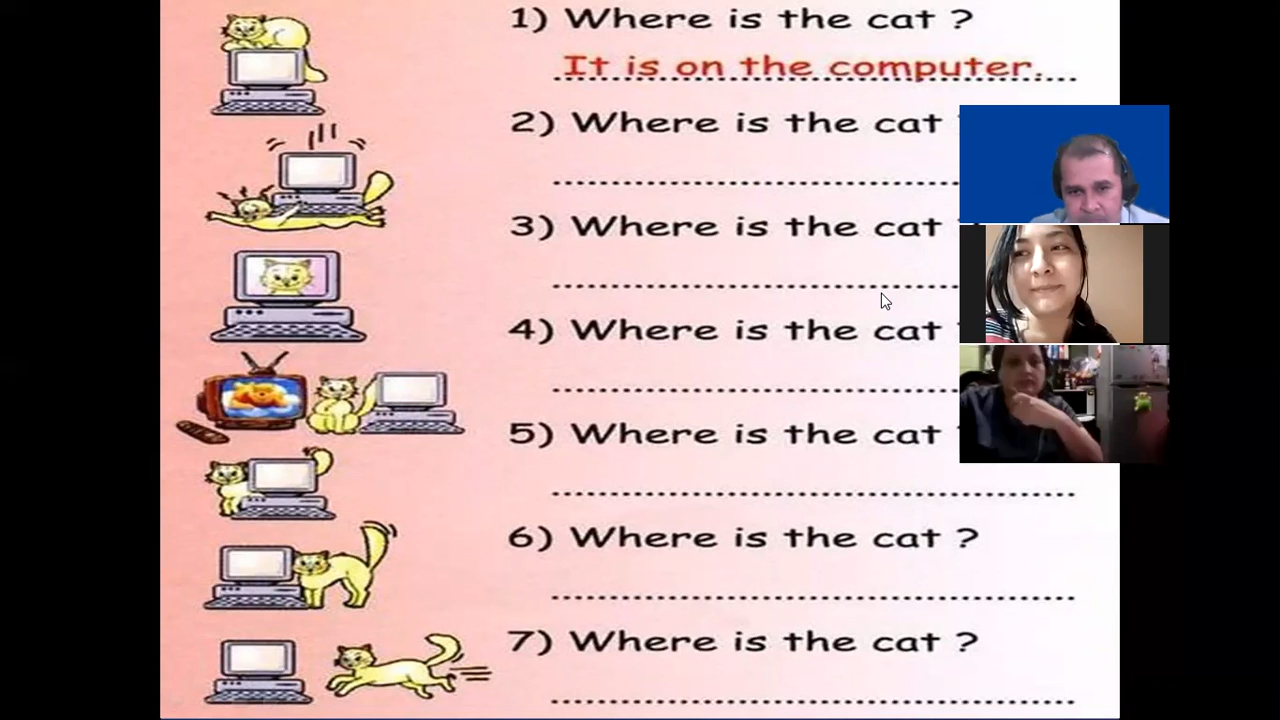 1) Where is the cat ?
It is on the computer.
2) Where is the cat
3) Where is the cat
4) Where is the cat
5) Where is the cat
6) Where is the cat ?
7) Where is the cat ?